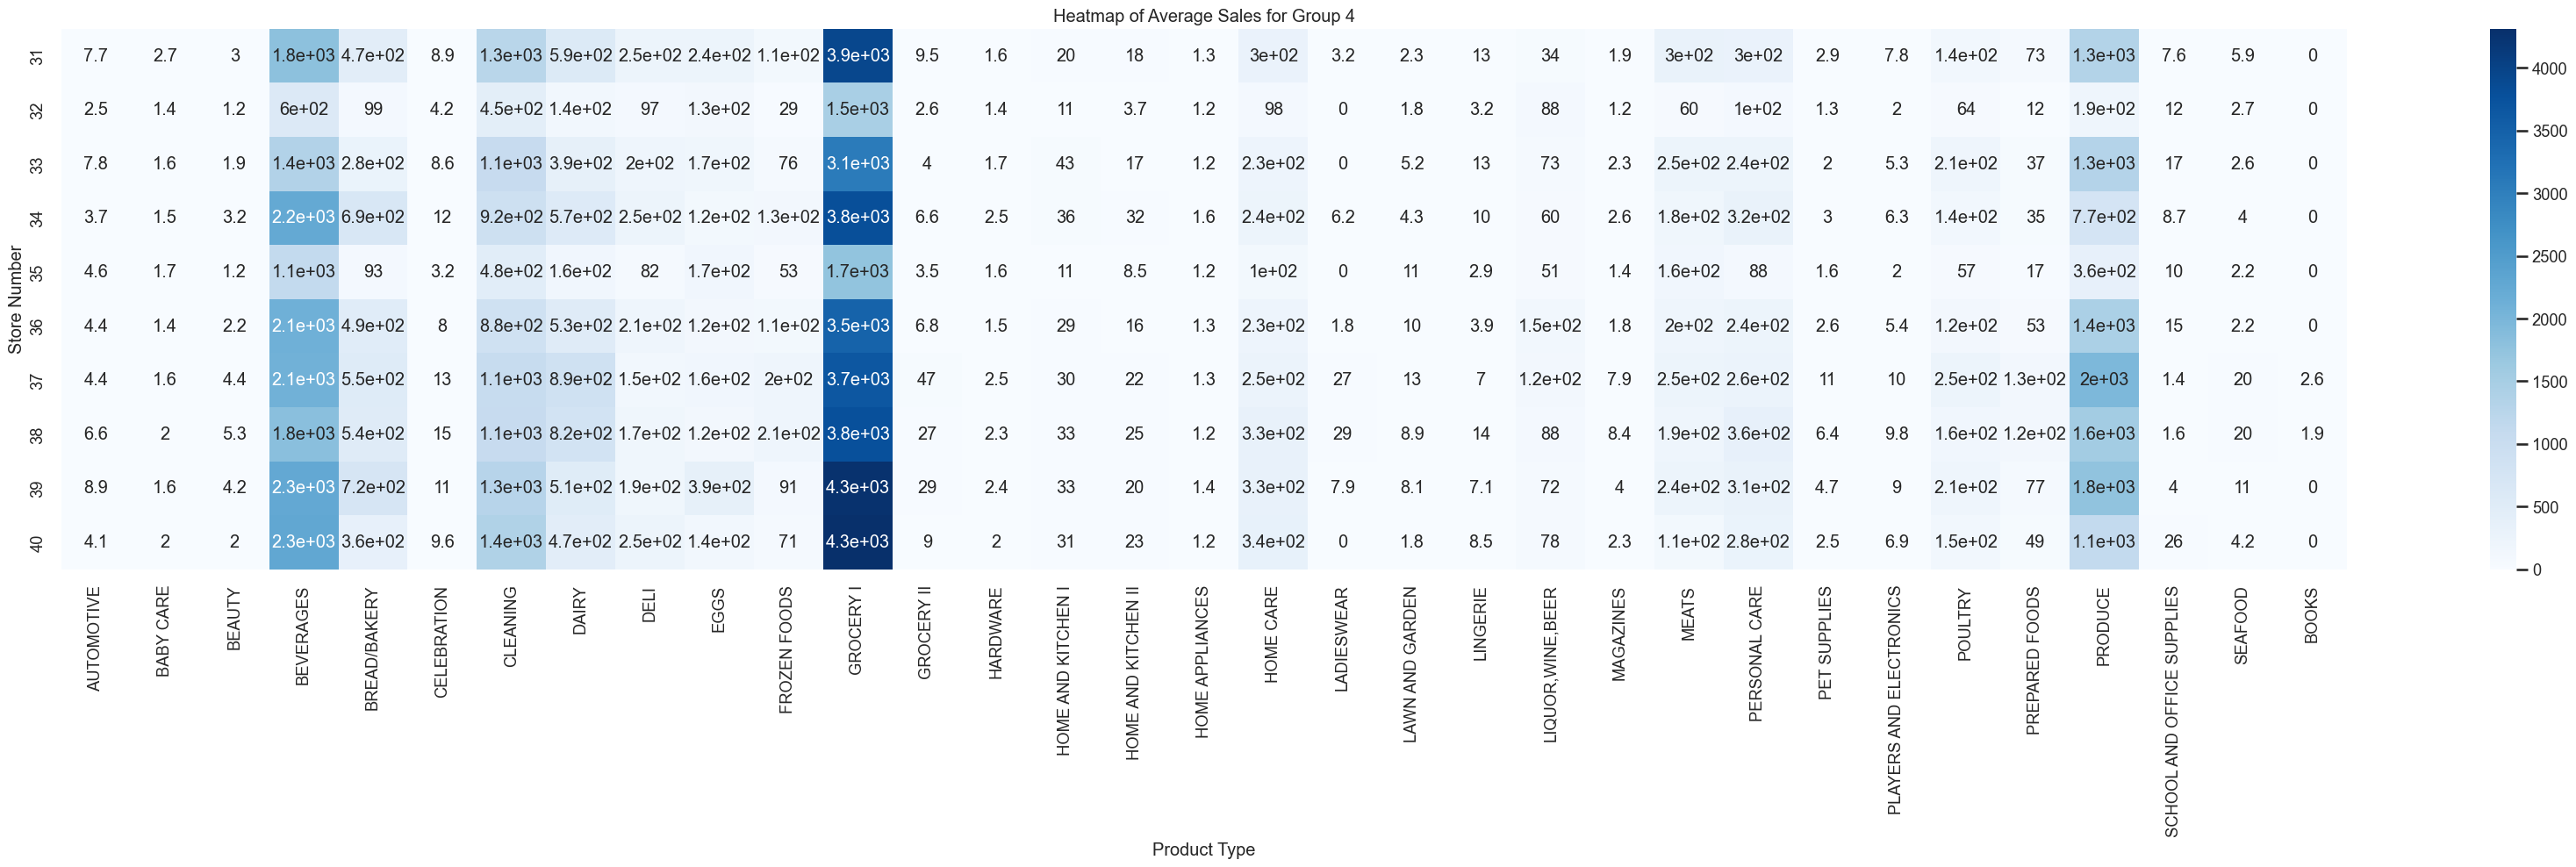 Heatmap of Average Sales for Group 4
31 7.7 2.7 3 1.8e+03 4.7e+02 8.9 1.3e+03 5.9e+02 2.5e+02 2.4e+02 1.1e+02 3.9e+03 9.5 1.6 20 18 1.3 3e+02 3.2 2.3 13 34 1.9 3e+02 3e+02 2.9 7.8 1.4e+02 73 1.3e+03 7.6 5.9 0
32 2.5 1.4 1.2 6e+02 99 4.2 4.5e+02 1.4e+02 97 1.3e+02 29 1.5e+03 2.6 1.4 11 3.7 1.2 98 0 1.8 3.2 88 1.2 60 1e+02 1.3 2 64 12 1.9e+02 12 2.7 0
33 7.8 1.6 1.9 1.4e+03 2.8e+02 8.6 1.1e+03 3.9e+02 2e+02 1.7e+02 76 3.1e+03 4 1.7 43 17 1.2 2.3e+02 0 5.2 13 73 2.3 2.5e+02 2.4e+02 2 5.3 2.1e+02 37 1.3e+03 17 2.6 0
34 3.7 1.5 3.2 2.2e+03 6.9e+02 12 9.2e+02 5.7e+02 2.5e+02 1.2e+02 1.3e+02 3.8e+03 6.6 2.5 36 32 1.6 2.4e+02 6.2 4.3 10 60 2.6 1.8e+02 3.2e+02 3 6.3 1.4e+02 35 7.7e+02 8.7 4 0
35 4.6 1.7 1.2 1.1e+03 93 3.2 4.8e+02 1.6e+02 82 1.7e+02 53 1.7e+03 3.5 1.6 11 8.5 1.2 1e+02 0 11 2.9 51 1.4 1.6e+02 88 1.6 2 57 17 3.6e+02 10 2.2 0
36 4.4 1.4 2.2 2.1e+03 4.9e+02 8 8.8e+02 5.3e+02 2.1e+02 1.2e+02 1.1e+02 3.5e+03 6.8 1.5 29 16 1.3 2.3e+02 1.8 10 3.9 1.5e+02 1.8 2e+02 2.4e+02 2.6 5.4 1.2e+02 53 1.4e+03 15 2.2 0
37 4.4 1.6 4.4 2.1e+03 5.5e+02 13 1.1e+03 8.9e+02 1.5e+02 1.6e+02 2e+02 3.7e+03 47 2.5 30 22 1.3 2.5e+02 27 13 7 1.2e+02 7.9 2.5e+02 2.6e+02 11 10 2.5e+02 1.3e+02 2e+03 1.4 20 2.6
38 6.6 2 5.3 1.8e+03 5.4e+02 15 1.1e+03 8.2e+02 1.7e+02 1.2e+02 2.1e+02 3.8e+03 27 2.3 33 25 1.2 3.3e+02 29 8.9 14 88 8.4 1.9e+02 3.6e+02 6.4 9.8 1.6e+02 1.2e+02 1.6e+03 1.6 20 1.9
39 8.9 1.6 4.2 2.3e+03 7.2e+02 11 1.3e+03 5.1e+02 1.9e+02 3.9e+02 91 4.3e+03 29 2.4 33 20 1.4 3.3e+02 7.9 8.1 7.1 72 4 2.4e+02 3.1e+02 4.7 9 2.1e+02 77 1.8e+03 4 11 0
40 4.1 2 2 2.3e+03 3.6e+02 9.6 1.4e+03 4.7e+02 2.5e+02 1.4e+02 71 4.3e+03 9 2 31 23 1.2 3.4e+02 0 1.8 8.5 78 2.3 1.1e+02 2.8e+02 2.5 6.9 1.5e+02 49 1.1e+03 26 4.2 0
Store Number
AUTOMOTIVE
BABY CARE
BEAUTY
BEVERAGES
BREAD/BAKERY
CELEBRATION
CLEANING
DAIRY
DELI
EGGS
FROZEN FOODS
GROCERY I
GROCERY II
HARDWARE
HOME AND KITCHEN I
HOME AND KITCHEN II
HOME APPLIANCES
HOME CARE
LADIESWEAR
LAWN AND GARDEN
LINGERIE
LIQUOR,WINE,BEER
MAGAZINES
MEATS
PERSONAL CARE
PET SUPPLIES
PLAYERS AND ELECTRONICS
POULTRY
PREPARED FOODS
PRODUCE
SCHOOL AND OFFICE SUPPLIES
SEAFOOD
BOOKS
Product Type
4000
3500
3000
2500
2000
1500
1000
500
0